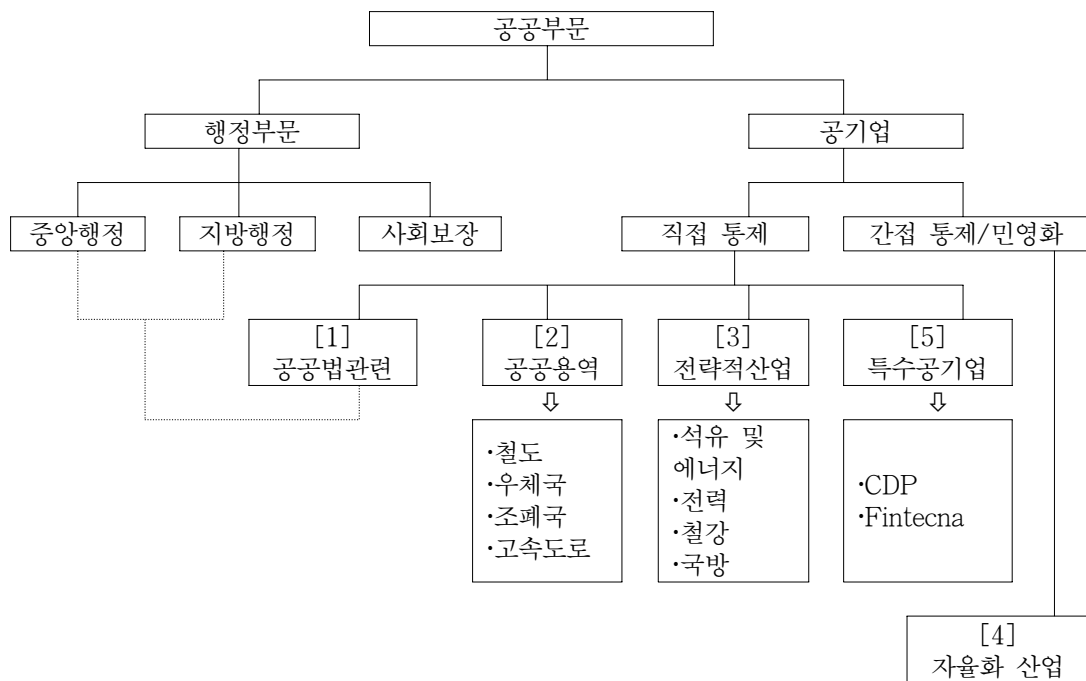 공공부문
행정부문
공기업
중앙행정
지방행정
사회보장
직접 통제
간접 통제/민영화
[1]
공공법관련
[2]
공공용역
[3]
전략적산업
[5]
특수공기업
⇩
⇩
⇩
·철도
·우체국
·조폐국
·고속도로
·석유 및
에너지
·전력
·철강
·국방
·CDP
·Fintecna
[4]
자율화 산업